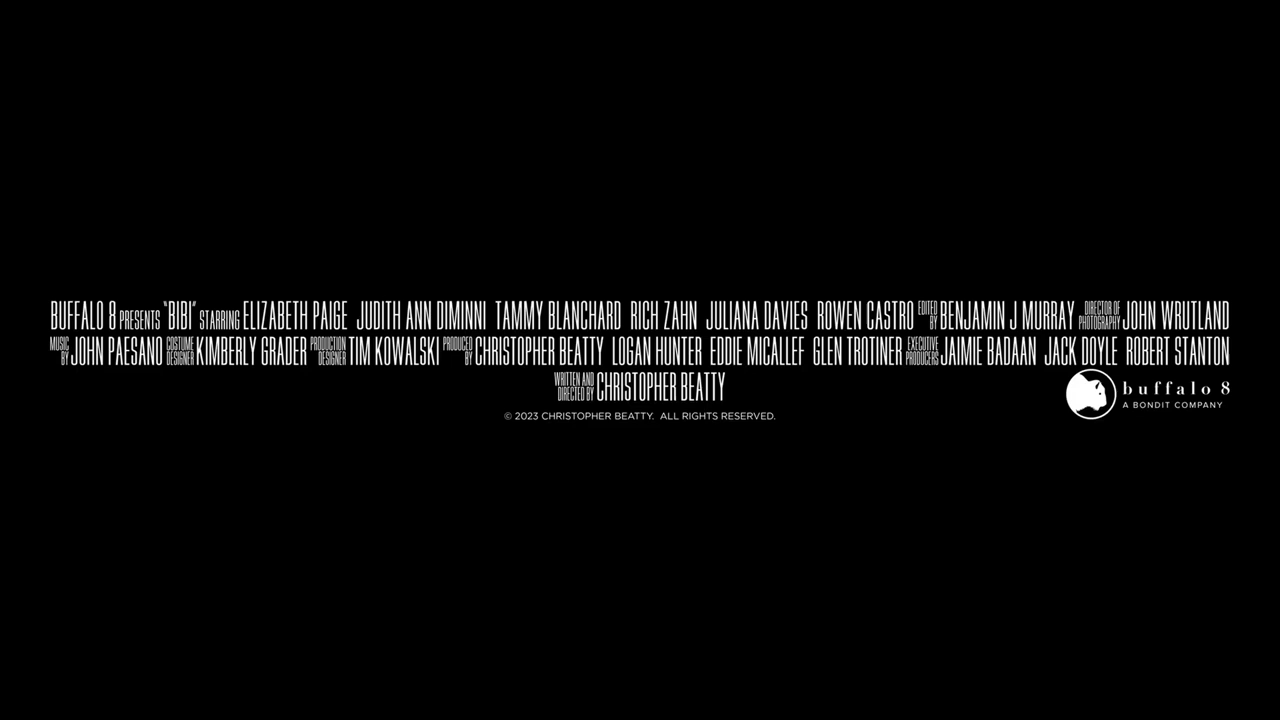 BUFFALO 8 PRESENTS "BIBI" STARRING ELIZABETH PAIGE JUDITH ANN DIMINNI TAMMY BLANCHARD RICH ZAHN JULIANA DAVIES ROWEN CASTRO EDITED BY BENJAMIN J MURRAY DIRECTOR OF PHOTOGRAPHY JOHN WRUTLAND
MUSIC BY JOHN PAESANO COSTUME DESIGNER KIMBERLY GRADER PRODUCTION DESIGNER TIM KOWALSKI PRODUCED BY CHRISTOPHER BEATTY LOGAN HUNTER EDDIE MICALLEF GLEN TROTINER EXECUTIVE PRODUCERS JAIMIE BADAAN JACK DOYLE ROBERT STANTON
WRITTEN AND DIRECTED BY CHRISTOPHER BEATTY
© 2023 CHRISTOPHER BEATTY. ALL RIGHTS RESERVED.
buffalo 8
A BONDIT COMPANY